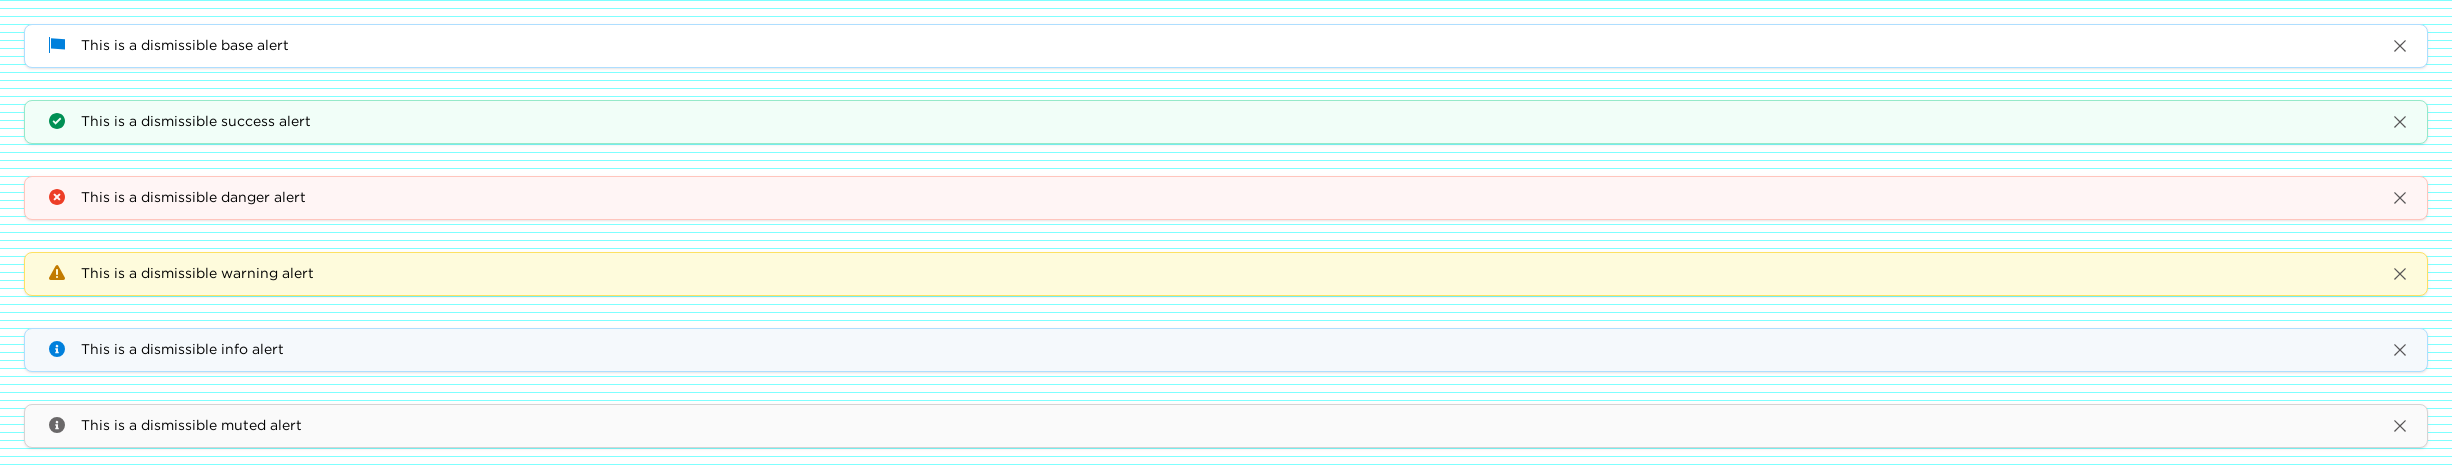 This is a dismissible base alert
This is a dismissible success alert
This is a dismissible danger alert
This is a dismissible warning alert
This is a dismissible info alert
This is a dismissible muted alert